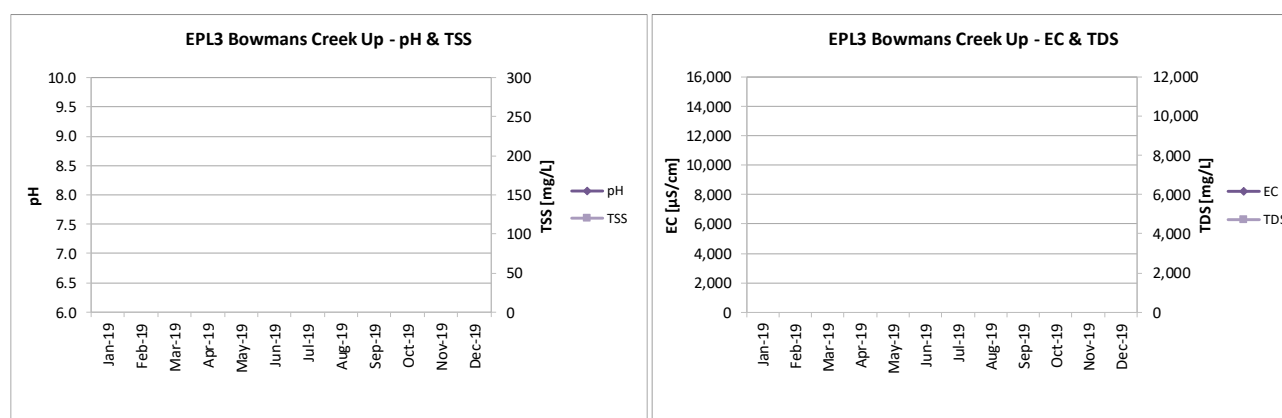 EPL3 Bowmans Creek Up - pH & TSS
10.0
9.5
9.0
8.5
8.0
7.5
7.0
6.5
6.0
pH
300
250
200
150
100
50
0
TSS [mg/L]
pH
TSS
Jan-19
Feb-19
Mar-19
Apr-19
May-19
Jun-19
Jul-19
Aug-19
Sep-19
Oct-19
Nov-19
Dec-19
EPL3 Bowmans Creek Up - EC & TDS
16,000
14,000
12,000
10,000
8,000
6,000
4,000
2,000
0
EC [µS/cm]
12,000
10,000
8,000
6,000
4,000
2,000
0
TDS [mg/L]
EC
TDS
Jan-19
Feb-19
Mar-19
Apr-19
May-19
Jun-19
Jul-19
Aug-19
Sep-19
Oct-19
Nov-19
Dec-19